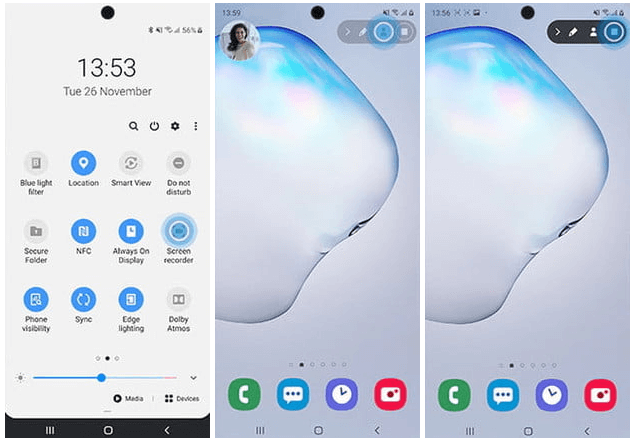 56%
13:53
Tue 26 November
Blue light filter
Location
Smart View
Do not disturb
Secure Folder
NFC
Always On Display
Screen recorder
Phone visibility
Sync
Edge lighting
Dolby Atmos
Media
Devices
13:59
13:56